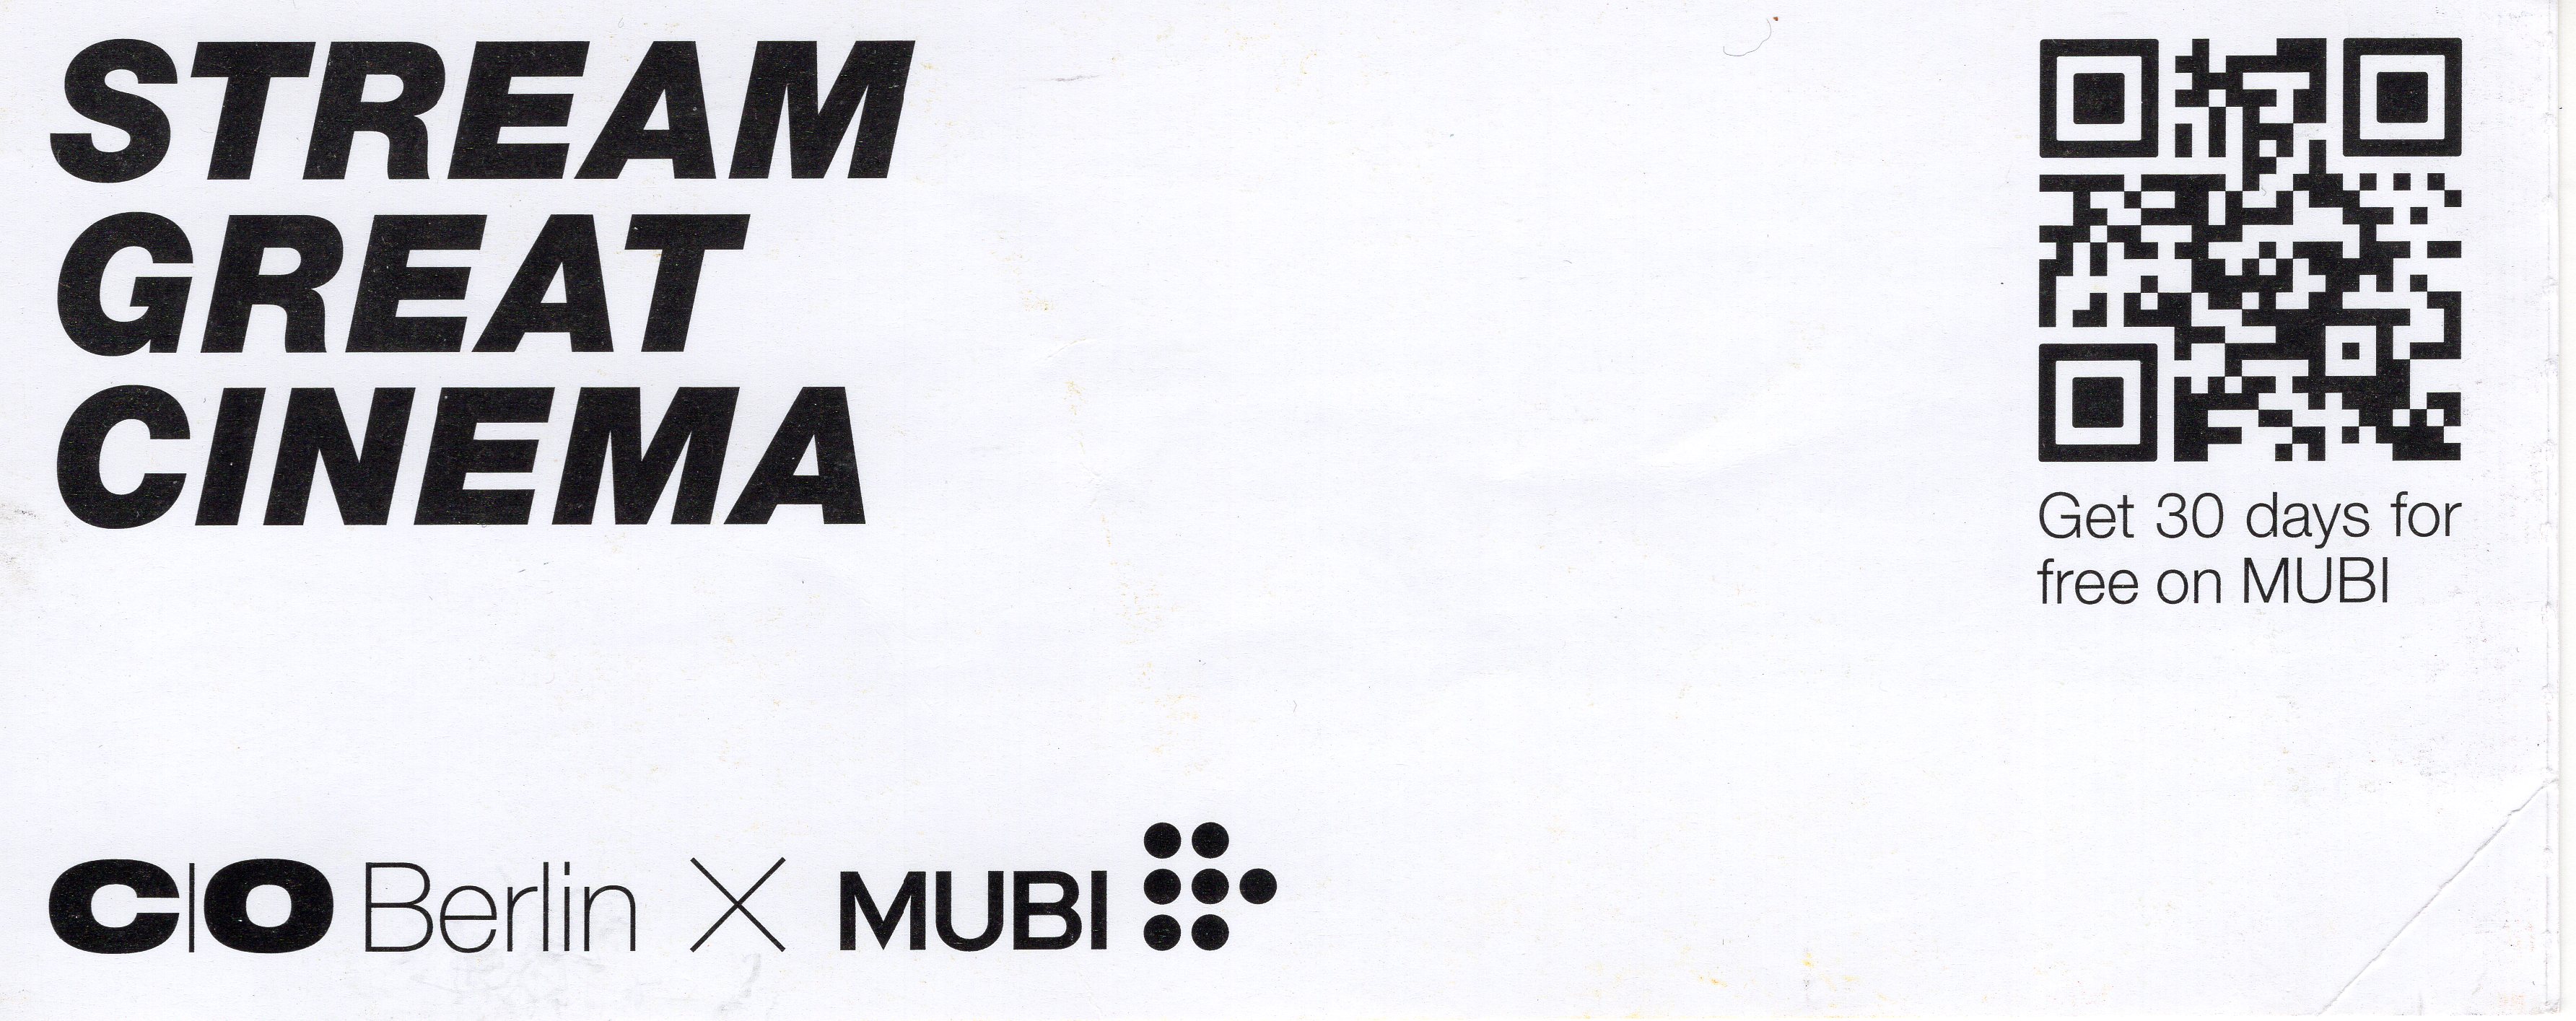 STREAM
GREAT
CINEMA
Get 30 days for
free on MUBI
C|O Berlin × MUBI